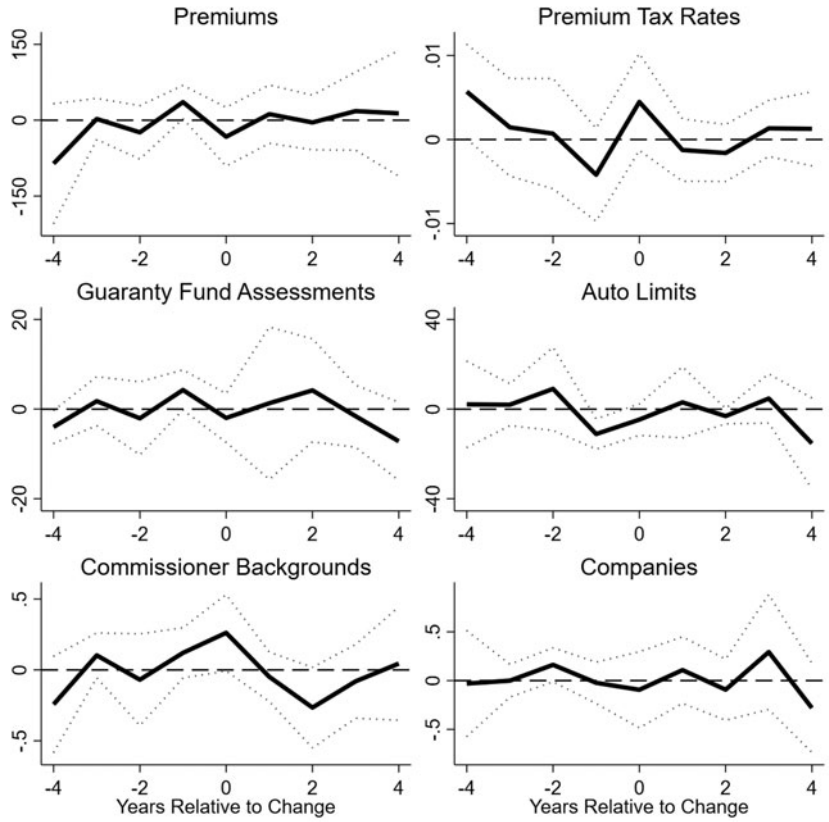 Premiums
150
0
-150
-4 -2 0 2 4
Premium Tax Rates
.01
0
-.01
-4 -2 0 2 4
Guaranty Fund Assessments
20
0
-20
-4 -2 0 2 4
Auto Limits
40
0
-40
-4 -2 0 2 4
Commissioner Backgrounds
.5
0
-.5
-4 -2 0 2 4
Years Relative to Change
Companies
.5
0
-.5
-4 -2 0 2 4
Years Relative to Change